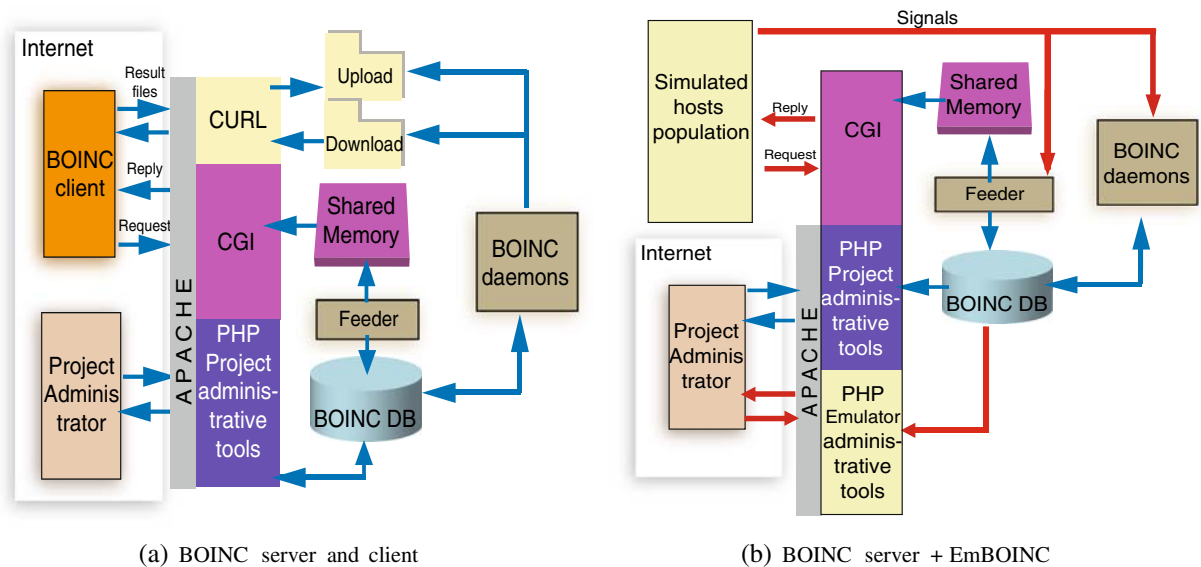 Internet
Result
files
BOINC
client
Reply
Request
Project
Adminis
trator
APACHE
CURL
CGI
PHP
Project
adminis-
trative
tools
Upload
Download
Shared
Memory
Feeder
BOINC DB
BOINC
daemons
(a) BOINC server and client
Signals
Simulated
hosts
population
Reply
Request
CGI
Shared
Memory
Feeder
BOINC
daemons
Internet
Project
Adminis
trator
APACHE
PHP
Project
adminis-
trative
tools
BOINC DB
PHP
Emulator
adminis-
trative
tools
(b) BOINC server + EmBOINC